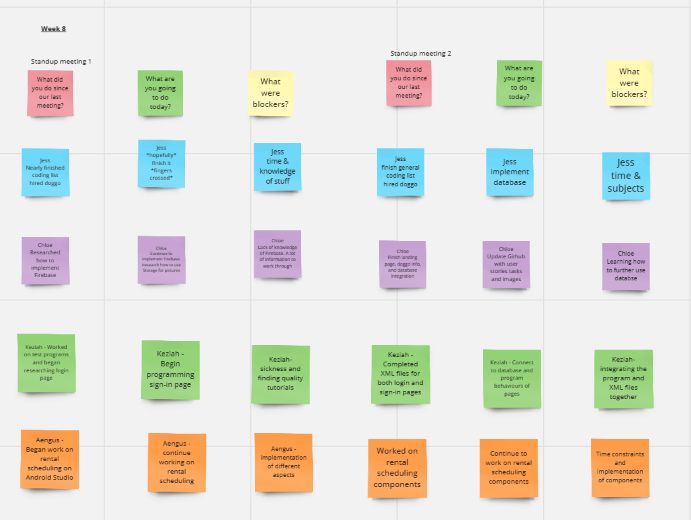 Week 8
Standup meeting 1
Standup meeting 2
What did
you do since
our last
meeting?
What are
you going
to do
today?
What
were
blockers?
What did
you do since
our last
meeting?
What are
you going
to do
today?
What
were
blockers?
Jess
Nearly finished
coding list
hired doggo
Jess
*hopefully*
finish it
*fingers
crossed*
Jess
time &
knowledge
of stuff
Jess
finish general
coding list
hired doggo
Jess
Implement
database
Jess
time &
subjects
Chloe
Researched
how to
implement
Firebase
Chloe
Continue to
implement Firebase.
Research how to use
Storage for pictures
Chloe
Lack of knowledge
of Firebase. A lot
of information to
work through
Chloe
Finish landing
page, doggo info,
and database
integration
Chloe
Update Github
with user
stories tasks
and images
Chloe
Learning how
to further use
databse
Keziah - Worked
on test programs
and began
researching login
page
Keziah -
Begin
programming
sign-in page
Keziah-
sickness and
finding quality
tutorials
Keziah -
Completed
XML files for
both login and
sign-in pages
Keziah - Connect
to database and
program
behaviours of
pages
Keziah-
integrating the
program and
XML files
together
Aengus -
Began work on
rental
scheduling on
Android Studio
Aengus -
continue
working on
rental
scheduling
Aengus -
implementation
of different
aspects
Worked on
rental
scheduling
components
Continue to
work on rental
scheduling
components
Time constraints
and
implementation
of components